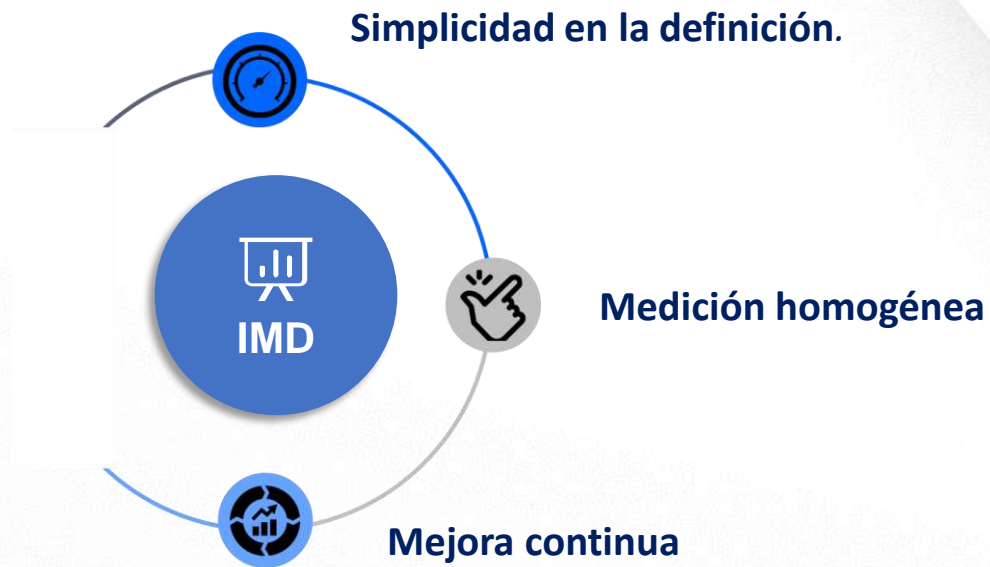 Simplicidad en la definición.
IMD
Medición homogénea
Mejora continua